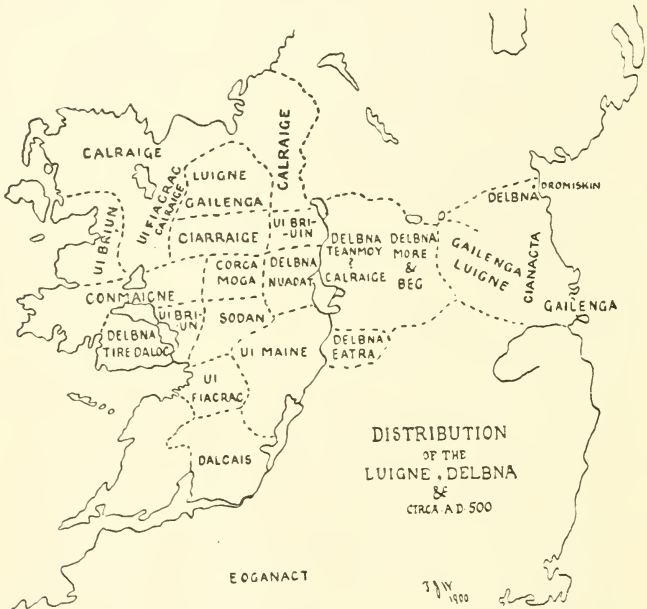 CALRAIGE
CALRAIGE
LUIGNE
GAILENGA
UI FIACRAC
CALRAIGE
UI BRIUN
CIARRAIGE
UI BRI-
-UIN
DELBNA
DROMISKIN
DELBNA
TEANMOY
?
CALRAIGE
DELBNA
MORE
&
BEG
GAILENGA
LUIGNE
CIANACTA
GAILENGA
CORCA
MOGA
DELBNA
NUADAT
CONMAIGNE
UI BRI-
UN
SODAN
DELBNA
TIRE DALOC
UI MAINE
DELBNA
EATRA
UI
FIACRAC
DALCAIS
DISTRIBUTION
OF THE
LUIGNE, DELBNA
&c
CIRCA. A.D. 500
EOGANACT
1900